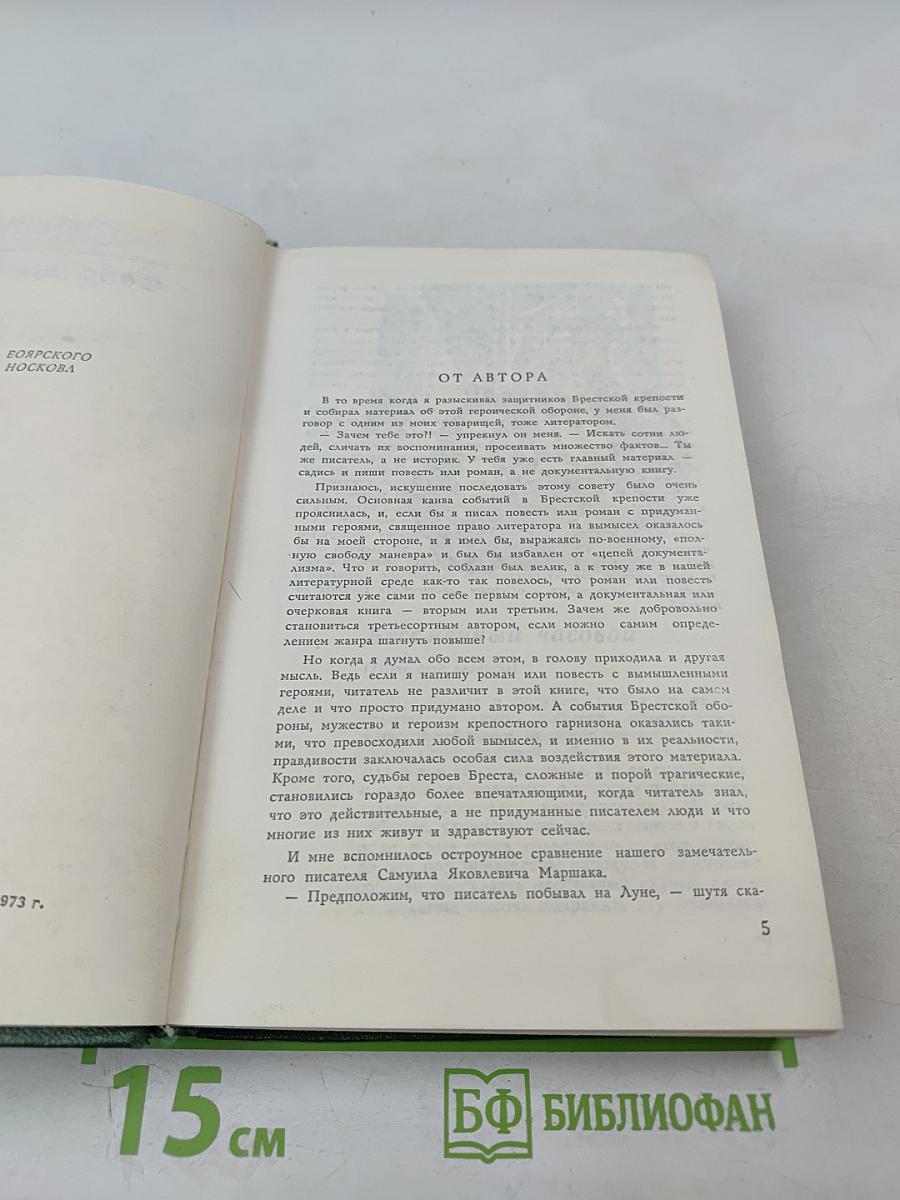 БОЯРСКОГО
НОСКОВА
973 г.
ОТ АВТОРА
В то время когда я разыскивал защитников Брестской крепости
и собирал материал об этой героической обороне, у меня был раз-
говор с одним из моих товарищей, тоже литератором.
— Зачем тебе это?! — упрекнул он меня. — Искать сотни лю-
дей, сличать их воспоминания, просеивать множество фактов... Ты
же писатель, а не историк. У тебя уже есть главный материал —
садись и пиши повесть или роман, а не документальную книгу.
Признаюсь, искушение последовать этому совету было очень
сильным. Основная канва событий в Брестской крепости уже
прояснилась, и, если бы я писал повесть или роман с придуман-
ными героями, священное право литератора на вымысел оказалось
бы на моей стороне, и я имел бы, выражаясь по-военному, «пол-
ную свободу маневра» и был бы избавлен от «цепей документа-
лизма». Что и говорить, соблазн был велик, а к тому же в нашей
литературной среде как-то так повелось, что роман или повесть
считаются уже сами по себе первым сортом, а документальная или
очерковая книга — вторым или третьим. Зачем же добровольно
становиться третьесортным автором, если можно самим опреде-
лением жанра шагнуть повыше?
Но когда я думал обо всем этом, в голову приходила и другая
мысль. Ведь если я напишу роман или повесть с вымышленными
героями, читатель не различит в этой книге, что было на самом
деле и что просто придумано автором. А события Брестской обо-
роны, мужество и героизм крепостного гарнизона оказались таки-
ми, что превосходили любой вымысел, и именно в их реальности,
правдивости заключалась особая сила воздействия этого материала.
Кроме того, судьбы героев Бреста, сложные и порой трагические,
становились гораздо более впечатляющими, когда читатель знал,
что это действительные, а не придуманные писателем люди и что
многие из них живут и здравствуют сейчас.
И мне вспомнилось остроумное сравнение нашего замечатель-
ного писателя Самуила Яковлевича Маршака.
— Предположим, что писатель побывал на Луне, — шутя ска-
5
15 см
БФ БИБЛИОФАН